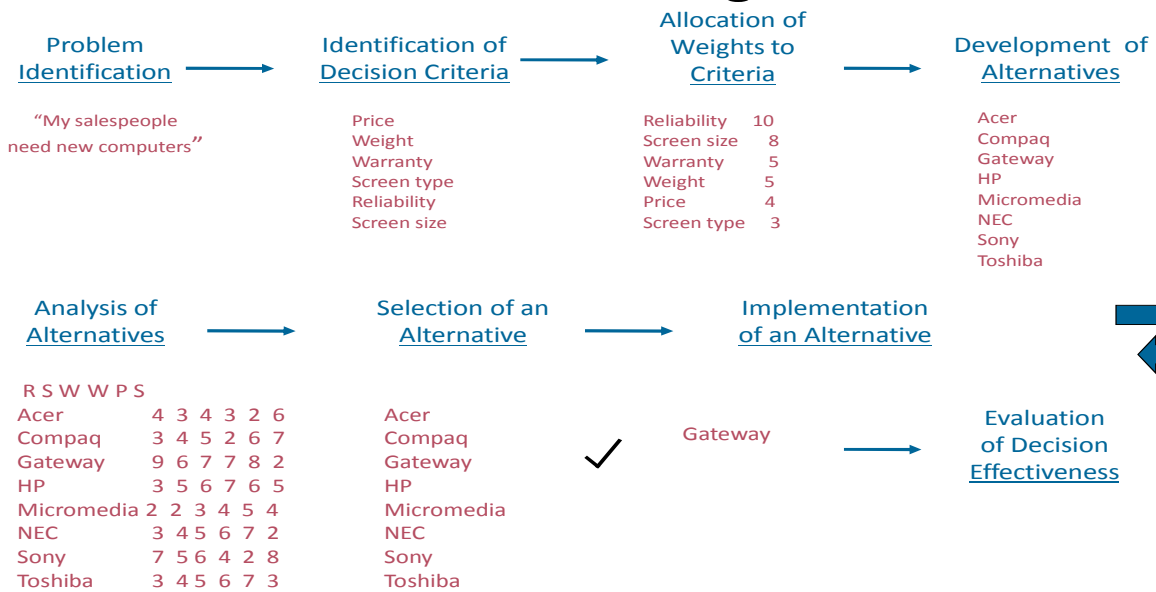 Problem
Identification
"My salespeople
need new computers”
Identification of
Decision Criteria
Price
Weight
Warranty
Screen type
Reliability
Screen size
Allocation of
Weights to
Criteria
Reliability 10
Screen size 8
Warranty 5
Weight 5
Price 4
Screen type 3
Development of
Alternatives
Acer
Compaq
Gateway
HP
Micromedia
NEC
Sony
Toshiba
Analysis of
Alternatives
R S W W P S
Acer 4 3 4 3 2 6
Compaq 3 4 5 2 6 7
Gateway 9 6 7 7 8 2
HP 3 5 6 7 6 5
Micromedia 2 2 3 4 5 4
NEC 3 4 5 6 7 2
Sony 7 5 6 4 2 8
Toshiba 3 4 5 6 7 3
Selection of an
Alternative
Acer
Compaq
Gateway
HP
Micromedia
NEC
Sony
Toshiba
Implementation
of an Alternative
Gateway
Evaluation
of Decision
Effectiveness